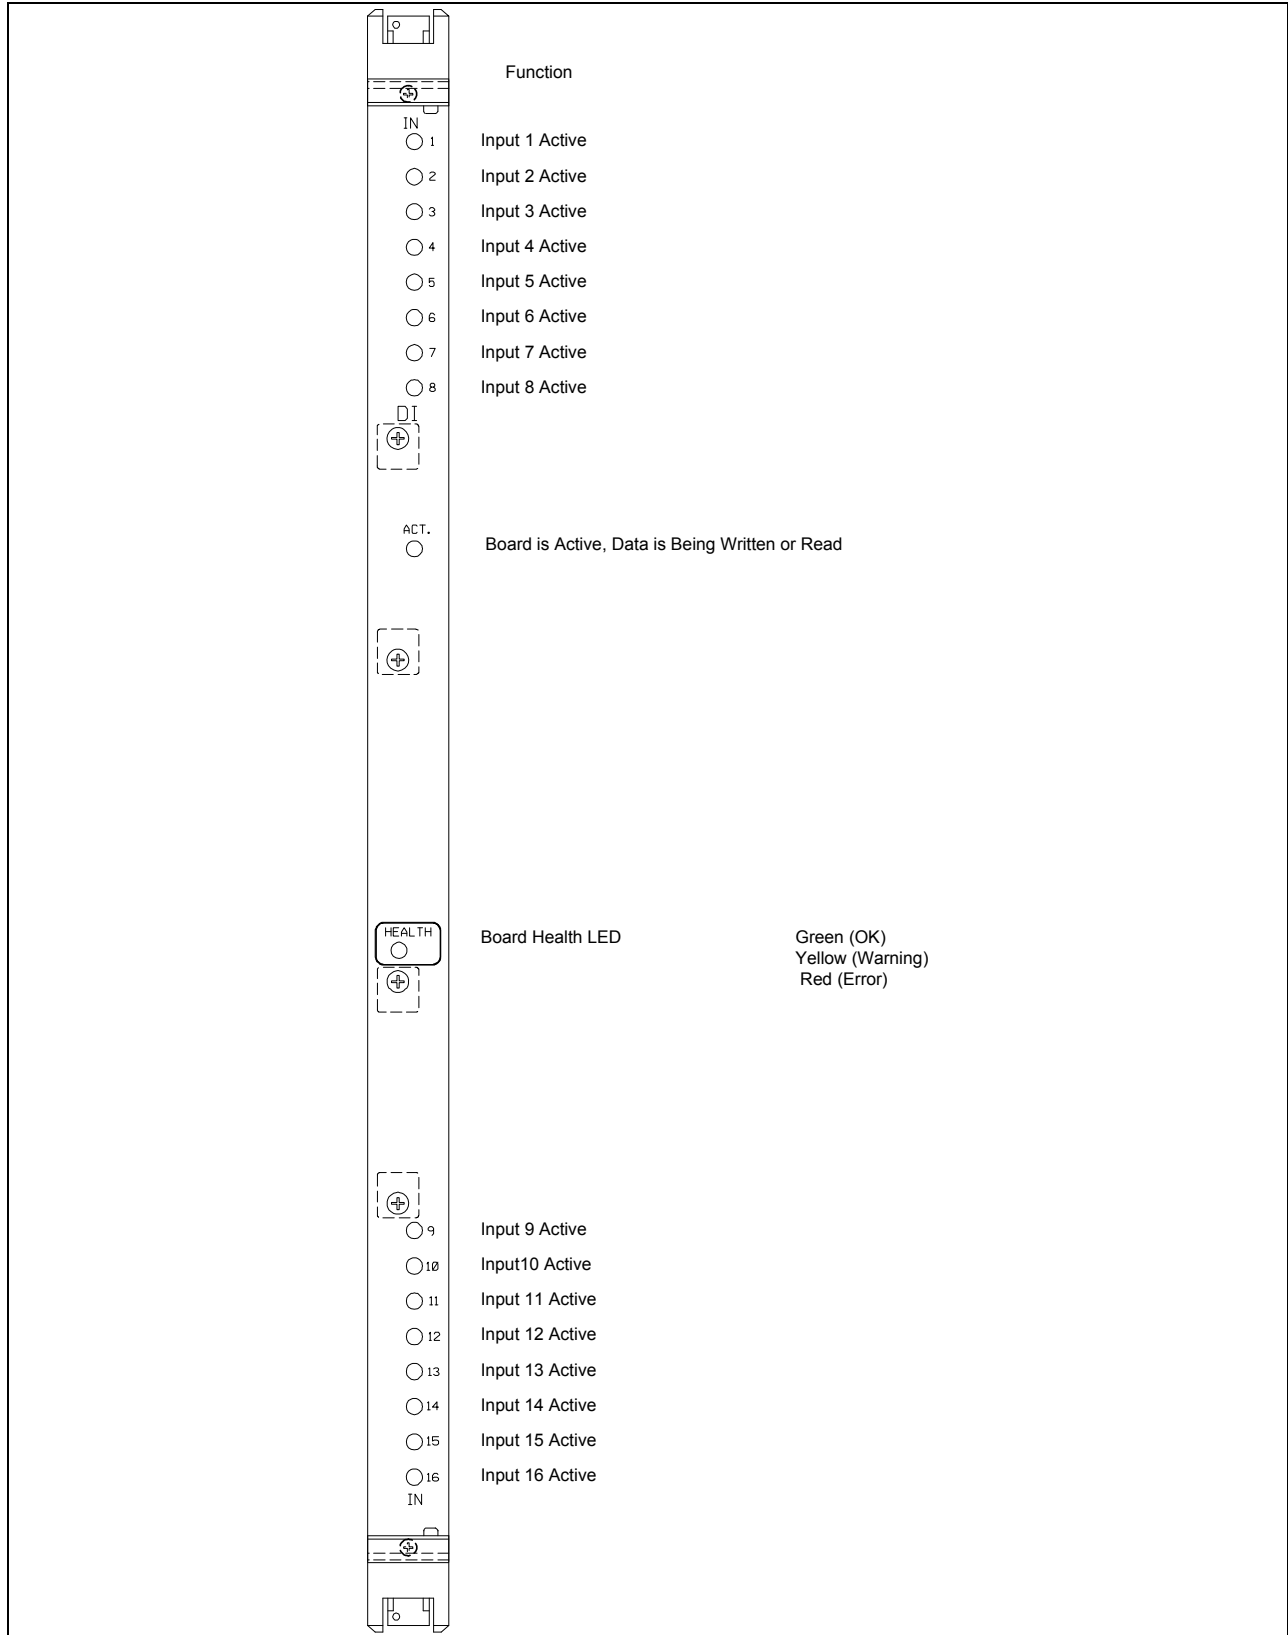 Function
IN
1 Input 1 Active
2 Input 2 Active
3 Input 3 Active
4 Input 4 Active
5 Input 5 Active
6 Input 6 Active
7 Input 7 Active
8 Input 8 Active
DI
ACT.
Board is Active, Data is Being Written or Read
HEALTH Board Health LED Green (OK)
Yellow (Warning)
Red (Error)
9 Input 9 Active
10 Input10 Active
11 Input 11 Active
12 Input 12 Active
13 Input 13 Active
14 Input 14 Active
15 Input 15 Active
16 Input 16 Active
IN